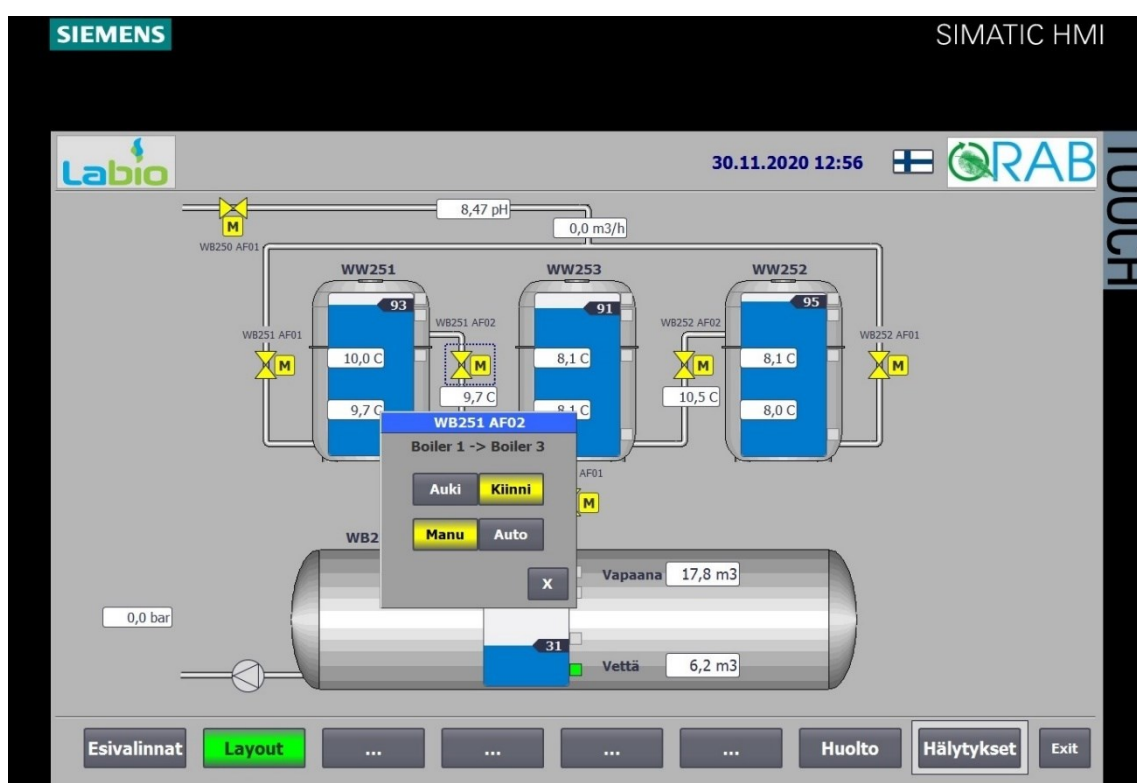 SIEMENS
SIMATIC HMI
TOUCH
Labio
30.11.2020 12:56
QRAB
8,47 pH
M
0,0 m3/h
WB250 AF01
WW251
WW253
WW252
93
91
95
WB251 AF01
WB251 AF02
WB252 AF02
WB252 AF01
10,0 C
M
M
8,1 C
M
8,1 C
M
9,7 C
9,7 C
8,1 C
10,5 C
8,0 C
WB251 AF02
Boiler 1 -> Boiler 3
AF01
Auki
Kiinni
M
WB2
Manu
Auto
X
Vapaana
17,8 m3
0,0 bar
31
Vettä
6,2 m3
Esivalinnat
Layout
...
...
...
...
Huolto
Hälytykset
Exit